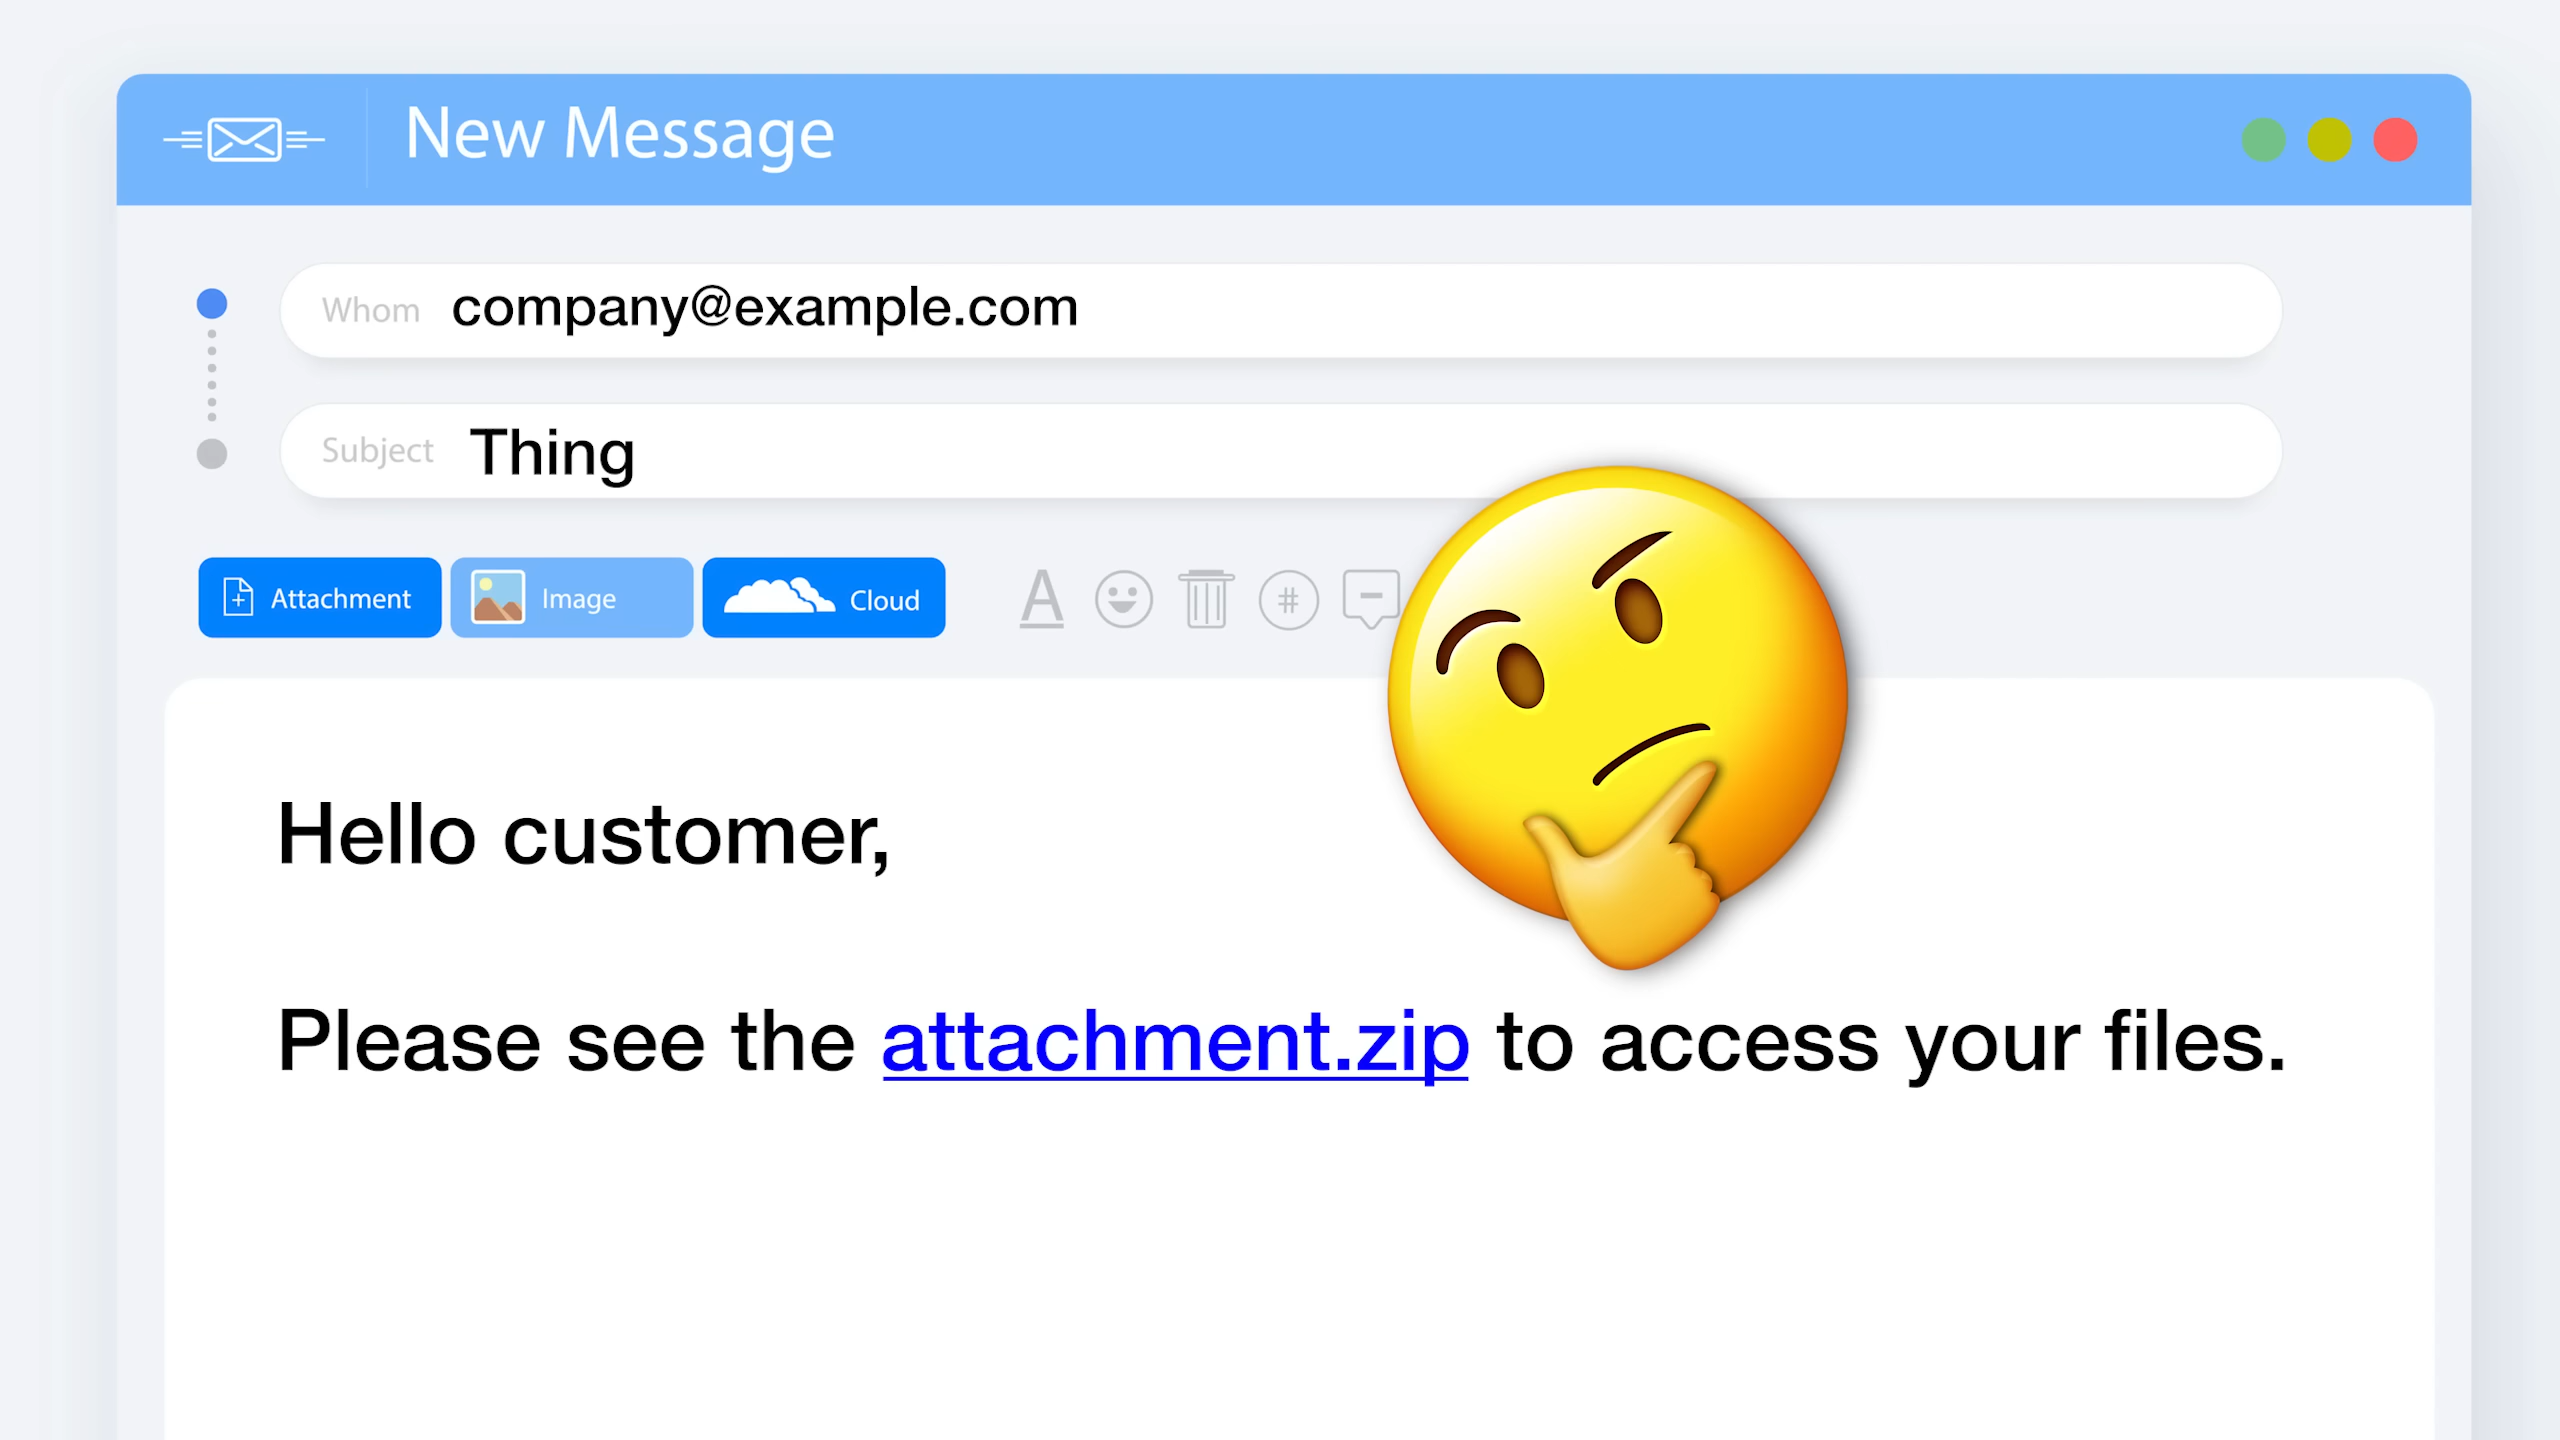 New Message
Whom company@example.com
Subject Thing
Attachment Image Cloud A #
Hello customer,
Please see the attachment.zip to access your files.